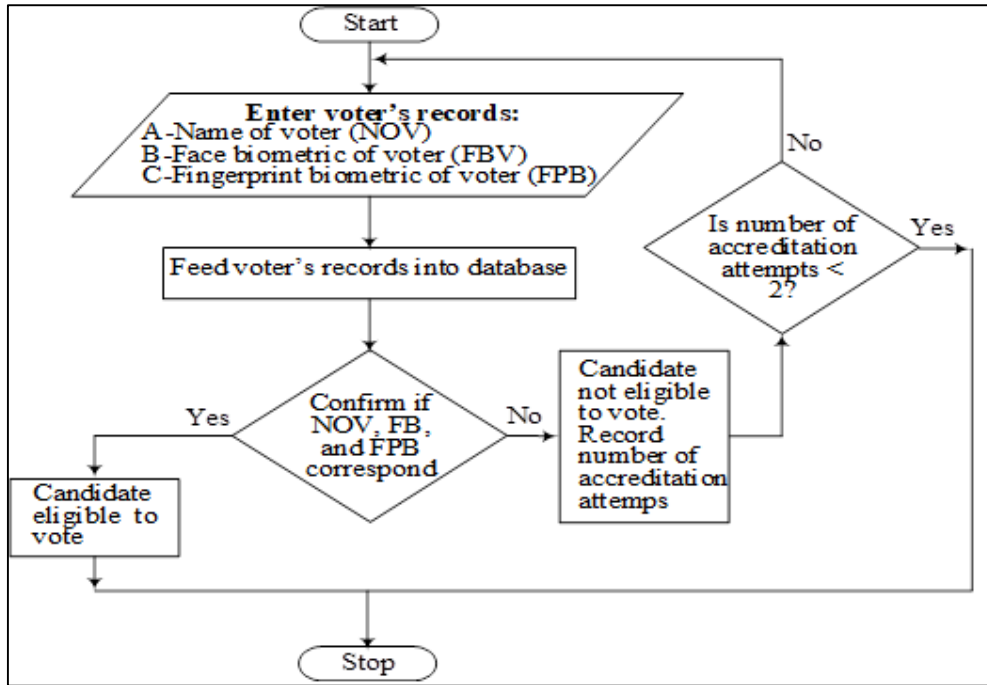 Start
Enter voter's records:
A-Name of voter (NOV)
B-Face biometric of voter (FBV)
C-Fingerprint biometric of voter (FPB)
No
Is number of
accreditation
attempts <
2?
Yes
Feed voter's records into database
Yes
Confirm if
NOV, FB,
and FPB
correspond
No
Candidate
not eligible
to vote.
Record
number of
accreditation
attemps
Candidate
eligible to
vote
Stop